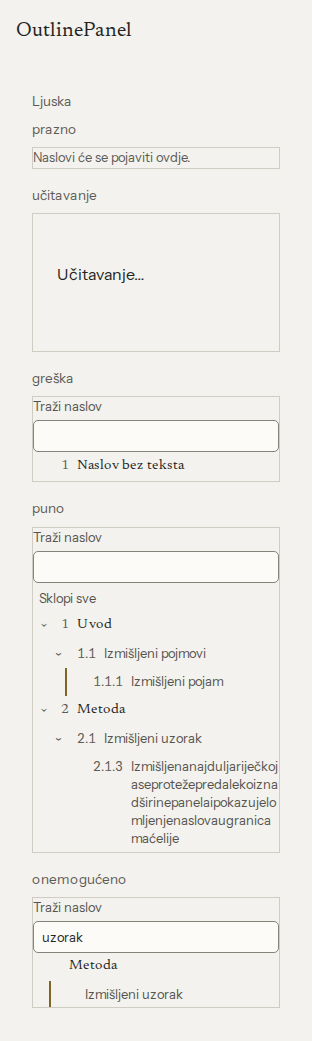 OutlinePanel
Ljuska
prazno
Naslovi će se pojaviti ovdje.
učitavanje
Učitavanje…
greška
Traži naslov
1 Naslov bez teksta
puno
Traži naslov
Sklopi sve
1 Uvod
1.1 Izmišljeni pojmovi
1.1.1 Izmišljeni pojam
2 Metoda
2.1 Izmišljeni uzorak
2.1.3 Izmišljenanajduljariječkoj
aseprotežepredalekoizna
dširinepanelaipokazujelo
mljenjenaslovaugranica
maćelije
onemogućeno
Traži naslov
uzorak
Metoda
Izmišljeni uzorak